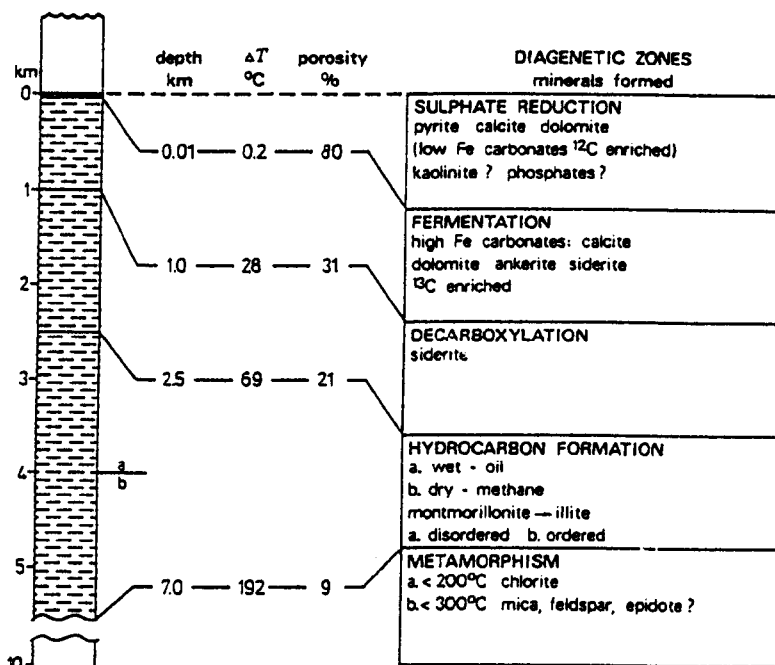 depth ΔT porosity
km °C %
DIAGENETIC ZONES
minerals formed
km
0
1
2
3
4
5
10
0.01 0.2 80
1.0 28 31
2.5 69 21
a
b
7.0 192 9
SULPHATE REDUCTION
pyrite calcite dolomite
(low Fe carbonates ¹²C enriched)
kaolinite ? phosphates ?
FERMENTATION
high Fe carbonates: calcite
dolomite ankerite siderite
¹³C enriched
DECARBOXYLATION
siderite
HYDROCARBON FORMATION
a. wet - oil
b. dry - methane
montmorillonite — illite
a. disordered b. ordered
METAMORPHISM
a.< 200°C chlorite
b.< 300°C mica, feldspar, epidote ?